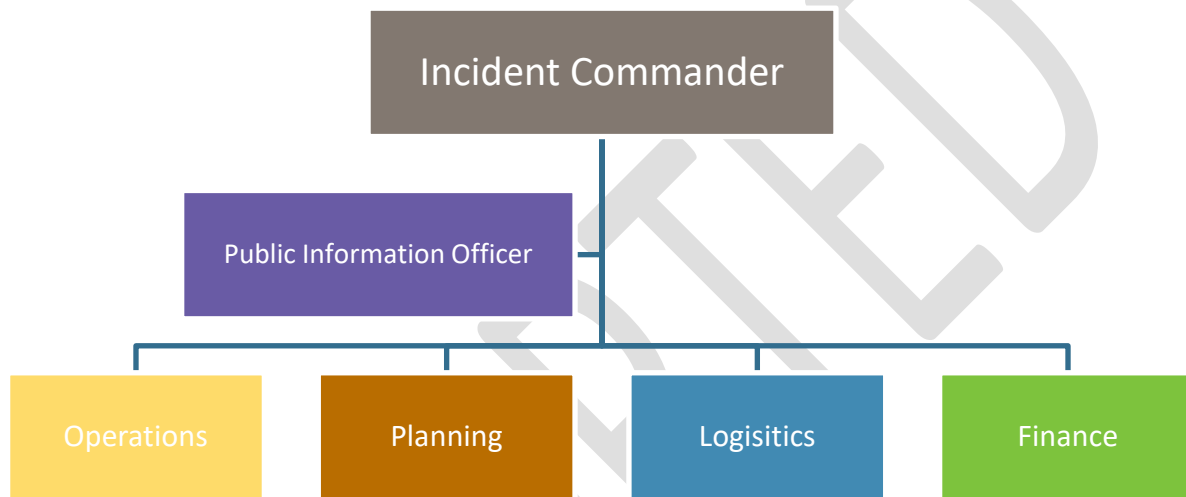 Incident Commander
Public Information Officer
Operations
Planning
Logisitics
Finance